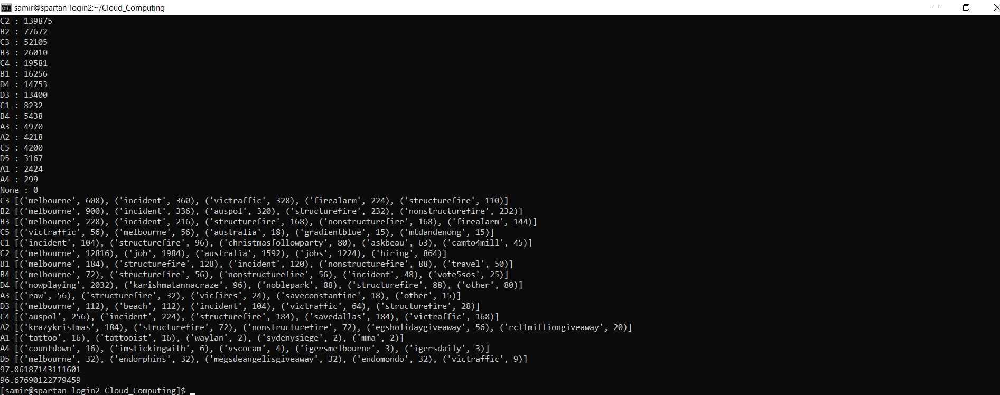 samir@spartan-login2:~/Cloud_Computing
C2 : 139875
B2 : 77672
C3 : 52105
B3 : 26010
C4 : 19581
B1 : 16256
D4 : 14753
D3 : 13400
C1 : 8232
B4 : 5438
A3 : 4970
A2 : 4218
C5 : 4200
D5 : 3167
A1 : 2424
A4 : 299
None : 0
C3 [('melbourne', 608), ('incident', 360), ('victraffic', 328), ('firealarm', 224), ('structurefire', 110)]
B2 [('melbourne', 900), ('incident', 336), ('auspol', 320), ('structurefire', 232), ('nonstructurefire', 232)]
B3 [('melbourne', 228), ('incident', 216), ('structurefire', 168), ('nonstructurefire', 168), ('firealarm', 144)]
C5 [('victraffic', 56), ('melbourne', 56), ('australia', 18), ('gradientblue', 15), ('mtdandenong', 15)]
C1 [('incident', 104), ('structurefire', 96), ('christmasfollowparty', 80), ('askbeau', 63), ('camto4mill', 45)]
C2 [('melbourne', 12816), ('job', 1984), ('australia', 1592), ('jobs', 1224), ('hiring', 864)]
B1 [('melbourne', 184), ('structurefire', 128), ('incident', 120), ('nonstructurefire', 88), ('travel', 50)]
B4 [('melbourne', 72), ('structurefire', 56), ('nonstructurefire', 56), ('incident', 48), ('vote5sos', 25)]
D4 [('nowplaying', 2032), ('karishmatannacraze', 96), ('noblepark', 88), ('structurefire', 88), ('other', 80)]
A3 [('raw', 56), ('structurefire', 32), ('vicfires', 24), ('saveconstantine', 18), ('other', 15)]
D3 [('melbourne', 112), ('beach', 112), ('incident', 104), ('victraffic', 64), ('structurefire', 28)]
C4 [('auspol', 256), ('incident', 224), ('structurefire', 184), ('savedallas', 184), ('victraffic', 168)]
A2 [('krazykristmas', 184), ('structurefire', 72), ('nonstructurefire', 72), ('egsholidaygiveaway', 56), ('rcl1milliongiveaway', 20)]
A1 [('tattoo', 16), ('tattooist', 16), ('waylan', 2), ('sydenysiege', 2), ('mma', 2)]
A4 [('countdown', 16), ('imstickingwith', 6), ('vscocam', 4), ('igersmelbourne', 3), ('igersdaily', 3)]
D5 [('melbourne', 32), ('endorphins', 32), ('megsdeangelisgiveaway', 32), ('endomondo', 32), ('victraffic', 9)]
97.86187143111601
96.67690122779459
[samir@spartan-login2 Cloud_Computing]$